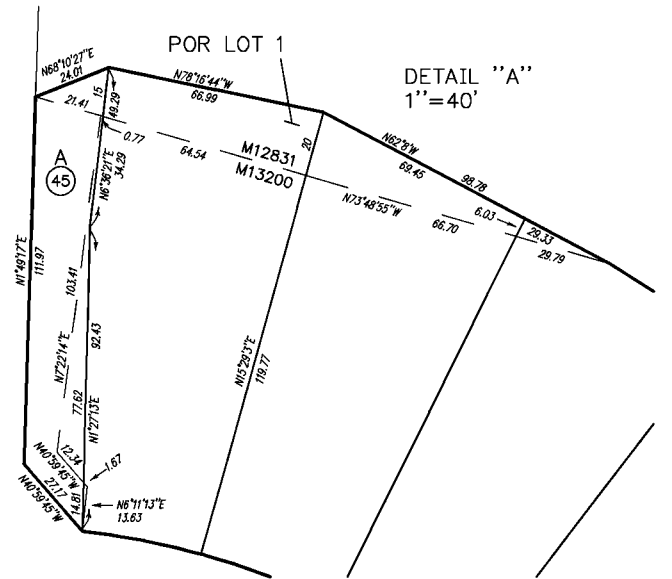 POR LOT 1
DETAIL "A"
1"=40'
N68°10'27"E
24.01
N78°16'44"W
66.99
15
49.29
21.41
0.77
64.54
M12831
M13200
20
N62°8'W
69.45
98.78
N73°48'55"W
66.70
6.03
29.33
29.79
A
45
N6°36'21"E
34.29
N1°49'17"E
111.97
103.41
N7°22'14"E
92.43
77.62
N1°27'13"E
N15°29'3"E
119.77
12.34
N40°59'45"W
1.67
27.17
N40°59'45"W
14.81
N6°11'13"E
13.63